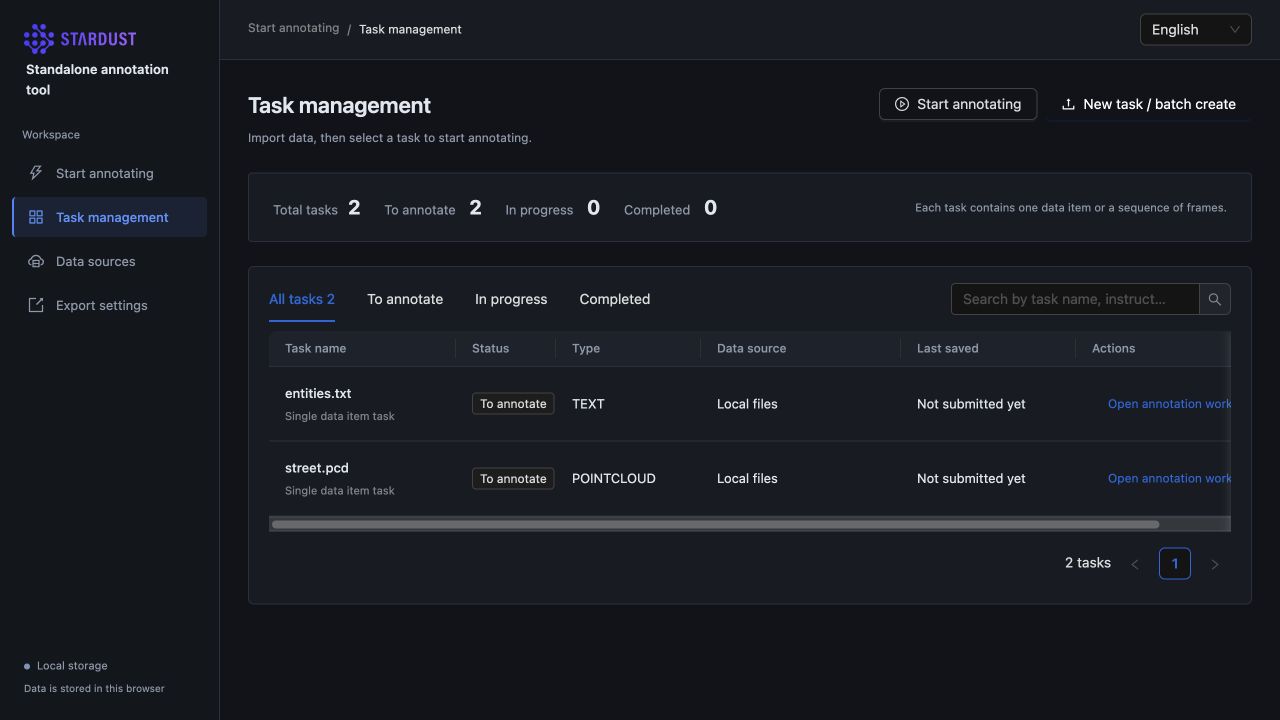 STARDUST
Standalone annotation
tool
Workspace
Start annotating
Task management
Data sources
Export settings
Local storage
Data is stored in this browser
Start annotating / Task management
English
Task management
Import data, then select a task to start annotating.
Start annotating
New task / batch create
Total tasks 2 To annotate 2 In progress 0 Completed 0
Each task contains one data item or a sequence of frames.
All tasks 2 To annotate In progress Completed
Search by task name, instruct...
Task name Status Type Data source Last saved Actions
entities.txt
Single data item task
To annotate TEXT Local files Not submitted yet Open annotation work
street.pcd
Single data item task
To annotate POINTCLOUD Local files Not submitted yet Open annotation work
2 tasks < 1 >